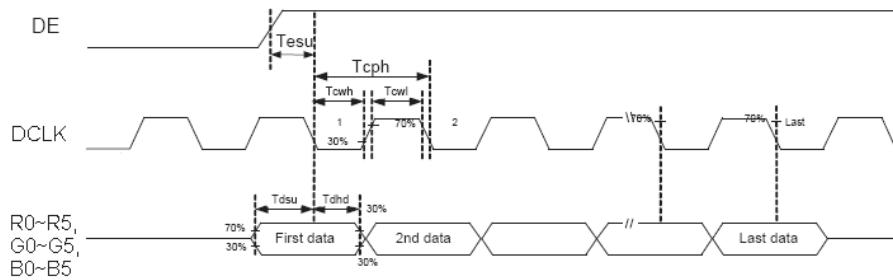 DE
Tesu
Tcph
Tcwh
Tcwl
DCLK
1
30%
70%
2
\\
70%
70%
Last
Tdsu
Tdhd
30%
R0~R5,
G0~G5,
B0~B5
70%
30%
First data
30%
2nd data
//
Last data